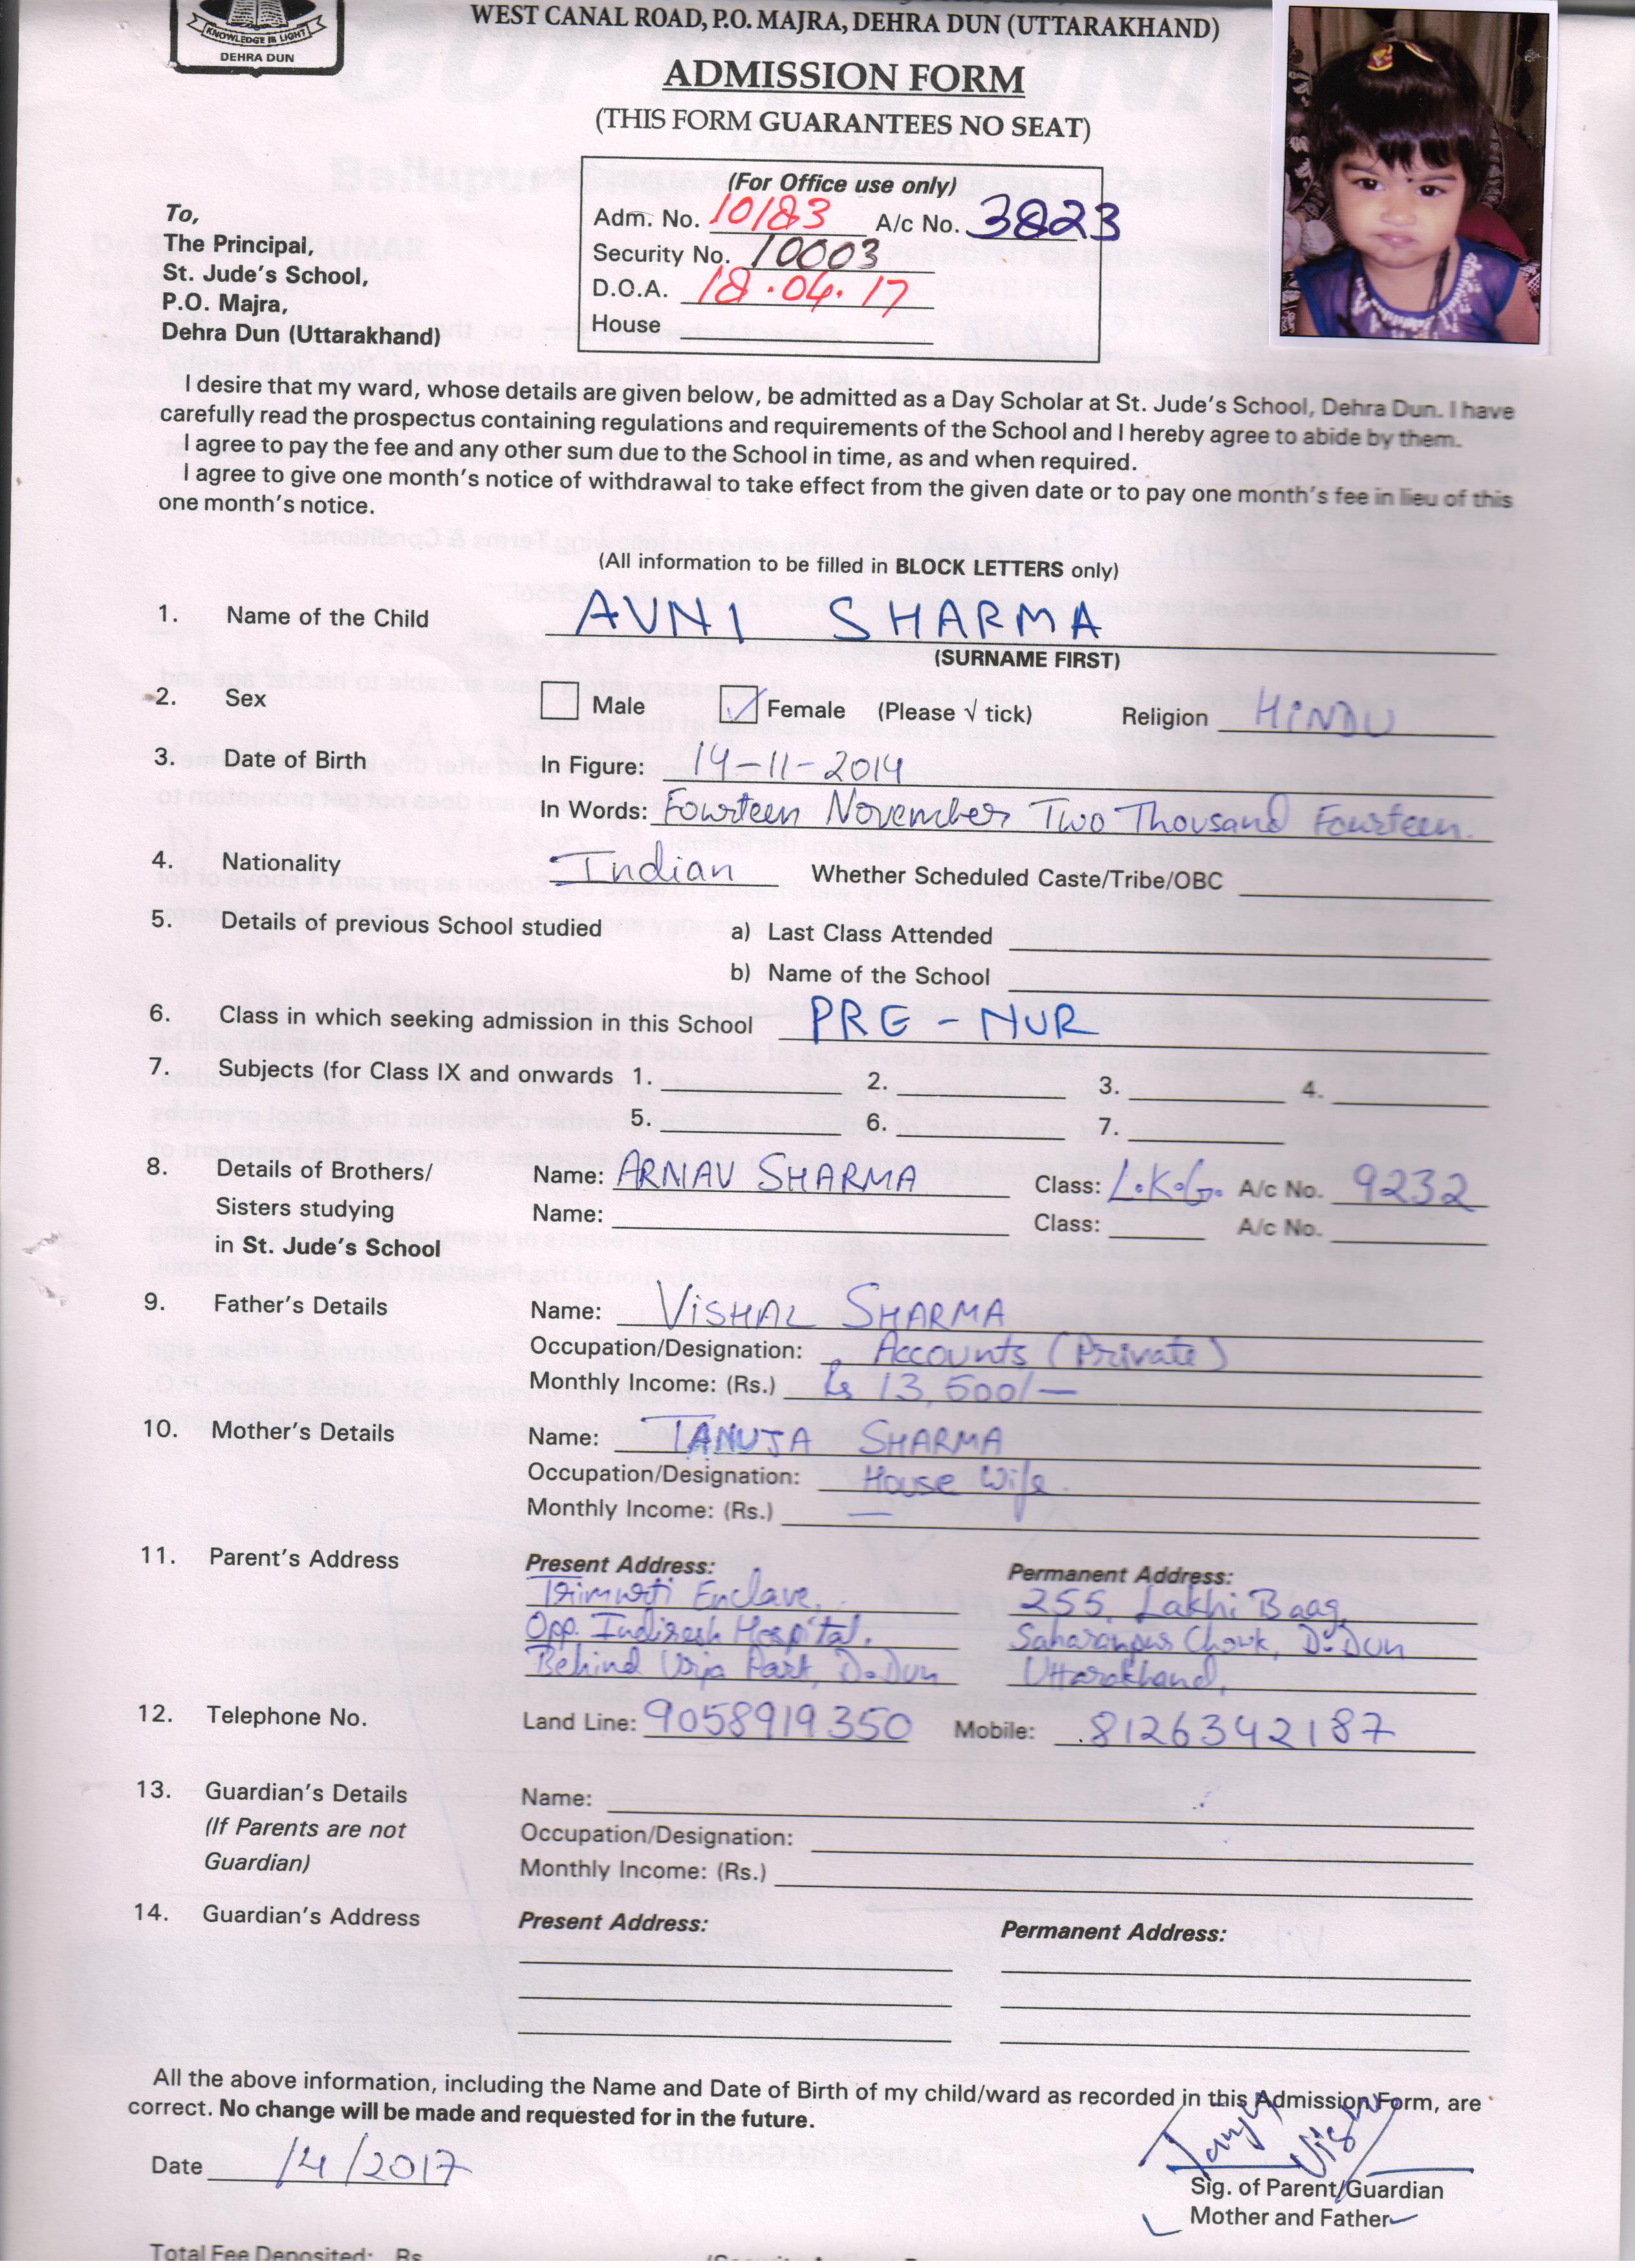 KNOWLEDGE IS LIGHT
DEHRA DUN
WEST CANAL ROAD, P.O. MAJRA, DEHRA DUN (UTTARAKHAND)
ADMISSION FORM
(THIS FORM GUARANTEES NO SEAT)
(For Office use only)
Adm. No. 10183 A/c No. 3823
Security No. 10003
D.O.A. 18.04.17
House
To,
The Principal,
St. Jude's School,
P.O. Majra,
Dehra Dun (Uttarakhand)
I desire that my ward, whose details are given below, be admitted as a Day Scholar at St. Jude's School, Dehra Dun. I have
carefully read the prospectus containing regulations and requirements of the School and I hereby agree to abide by them.
I agree to pay the fee and any other sum due to the School in time, as and when required.
I agree to give one month's notice of withdrawal to take effect from the given date or to pay one month's fee in lieu of this
one month's notice.
(All information to be filled in BLOCK LETTERS only)
1. Name of the Child AVNI SHARMA
(SURNAME FIRST)
2. Sex Male ✓ Female (Please √ tick) Religion HINDU
3. Date of Birth In Figure: 14-11-2014
In Words: Fourteen November Two Thousand Fourteen.
4. Nationality Indian Whether Scheduled Caste/Tribe/OBC
5. Details of previous School studied a) Last Class Attended
b) Name of the School
6. Class in which seeking admission in this School PRE-NUR
7. Subjects (for Class IX and onwards 1. 2. 3. 4.
5. 6. 7.
8. Details of Brothers/ Name: ARNAV SHARMA Class: L.K.G. A/c No. 9232
Sisters studying Name: Class: A/c No.
in St. Jude's School
9. Father's Details Name: VISHAL SHARMA
Occupation/Designation: Accounts (Private)
Monthly Income: (Rs.) Rs 13,500/-
10. Mother's Details Name: TANUJA SHARMA
Occupation/Designation: House Wife.
Monthly Income: (Rs.) —
11. Parent's Address Present Address: Permanent Address:
Trimurti Enclave, 255, Lakhi Baag,
Opp. Indiresh Hospital, Saharanpur Chowk, D.Dun
Behind Urja Park, D.Dun Uttarakhand,
12. Telephone No. Land Line: 9058919350 Mobile: 8126342187
13. Guardian's Details Name:
(If Parents are not Occupation/Designation:
Guardian) Monthly Income: (Rs.)
14. Guardian's Address Present Address: Permanent Address:
All the above information, including the Name and Date of Birth of my child/ward as recorded in this Admission Form, are
correct. No change will be made and requested for in the future.
Date /4/2017
Sig. of Parent/Guardian
Mother and Father
Total Fee Deposited: Rs.